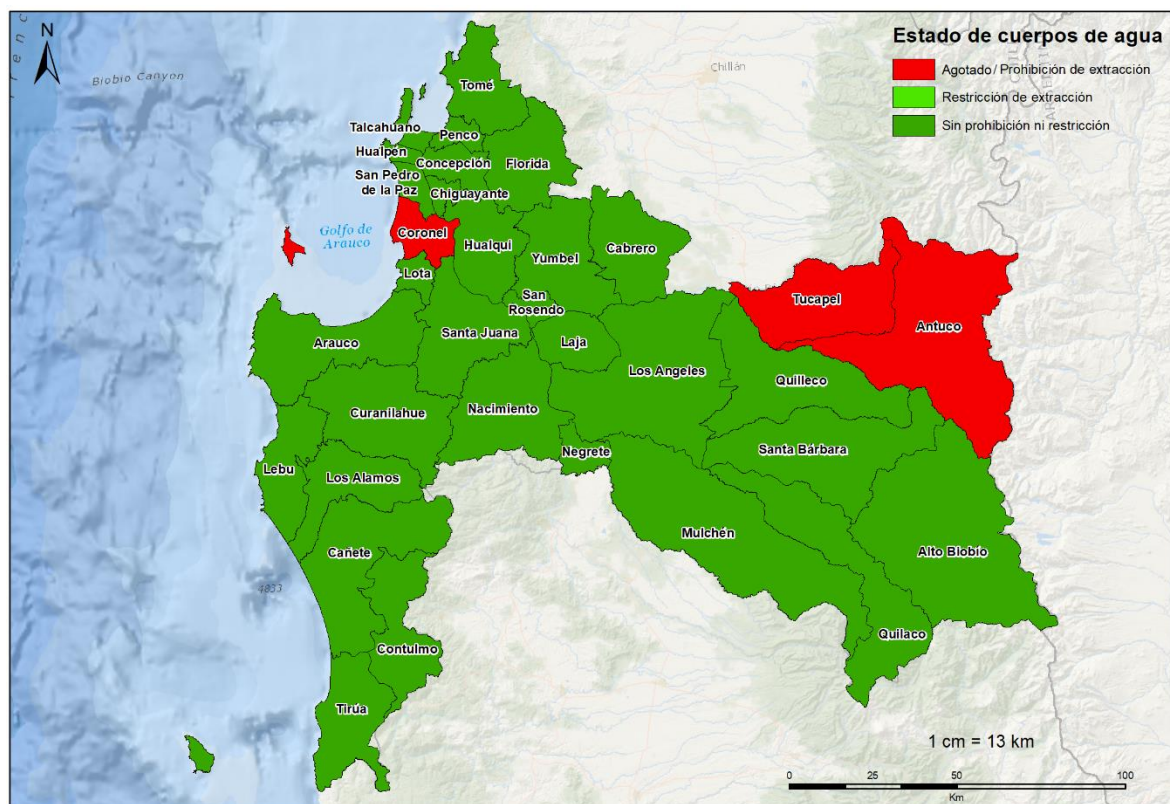 N
Biobio Canyon
Estado de cuerpos de agua
Agotado/ Prohibición de extracción
Restricción de extracción
Sin prohibición ni restricción
Chillán
Tomé
Talcahuano
Penco
Hualpén
Concepción
Florida
San Pedro
de la Paz
Chiguayante
Golfo de
Arauco
Coronel
Hualqui
Yumbel
Cabrero
Lota
San
Rosendo
Tucapel
Antuco
Arauco
Santa Juana
Laja
Los Angeles
Quilleco
Curanilahue
Nacimiento
Santa Bárbara
Negrete
Lebu
Los Alamos
Mulchén
Cañete
Alto Biobío
4833
Contulmo
Quilaco
Tirúa
1 cm = 13 km
0 25 50 100
Km